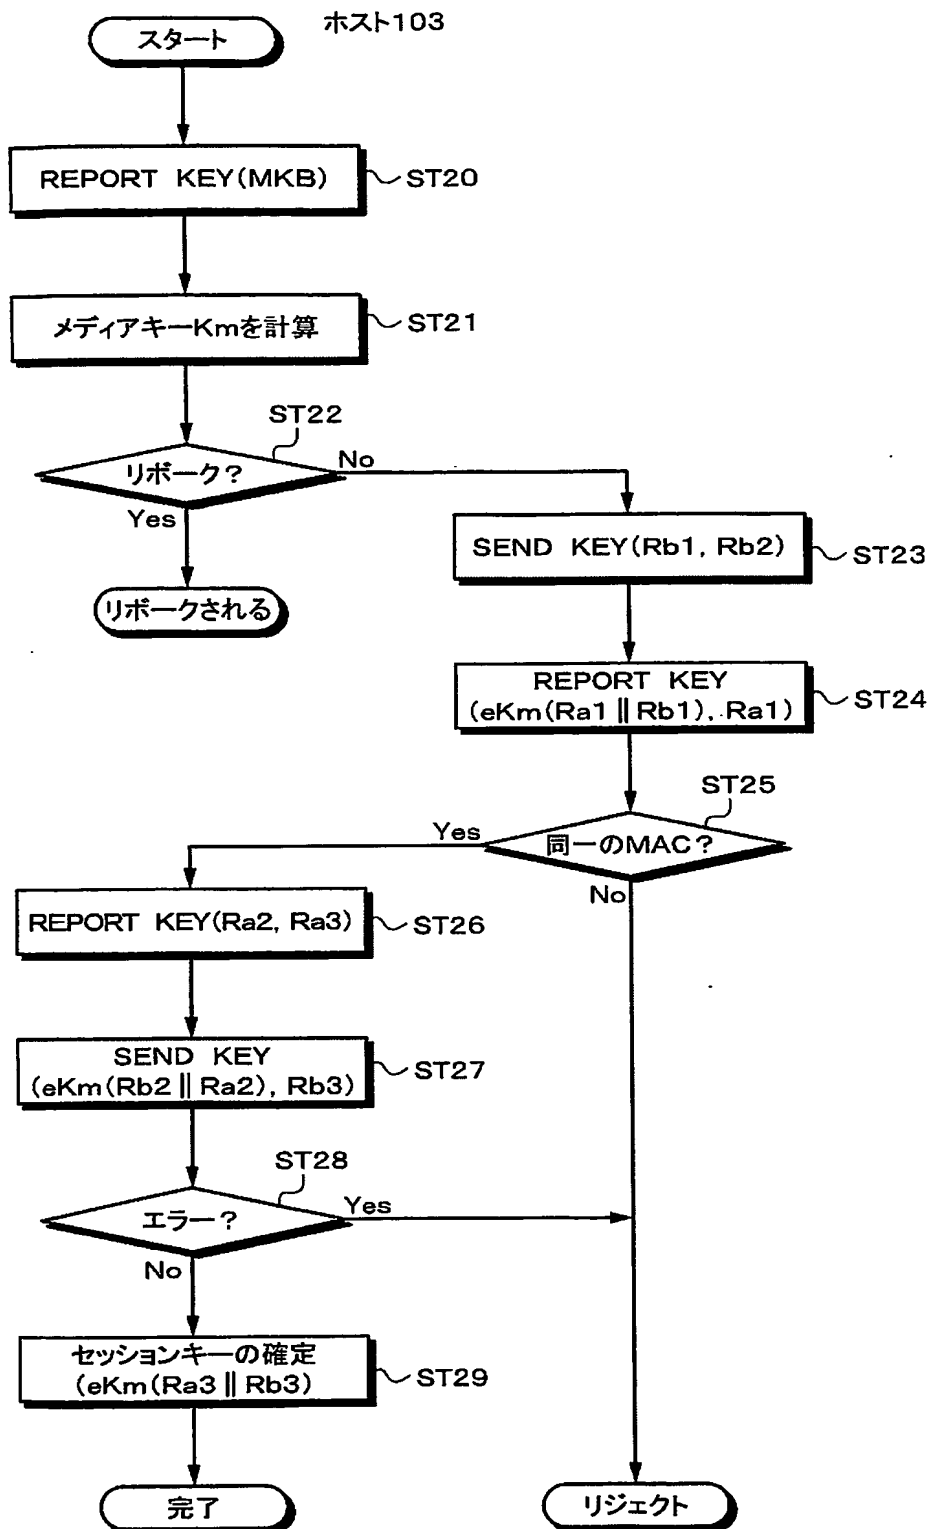 ホスト103
スタート
REPORT KEY(MKB)
ST20
メディアキーKmを計算
ST21
ST22
リボーク?
No
Yes
リボークされる
SEND KEY(Rb1, Rb2)
ST23
REPORT KEY
(eKm(Ra1||Rb1), Ra1)
ST24
ST25
同一のMAC?
Yes
No
REPORT KEY(Ra2, Ra3)
ST26
SEND KEY
(eKm(Rb2||Ra2), Rb3)
ST27
ST28
エラー?
Yes
No
セッションキーの確定
(eKm(Ra3||Rb3)
ST29
完了
リジェクト